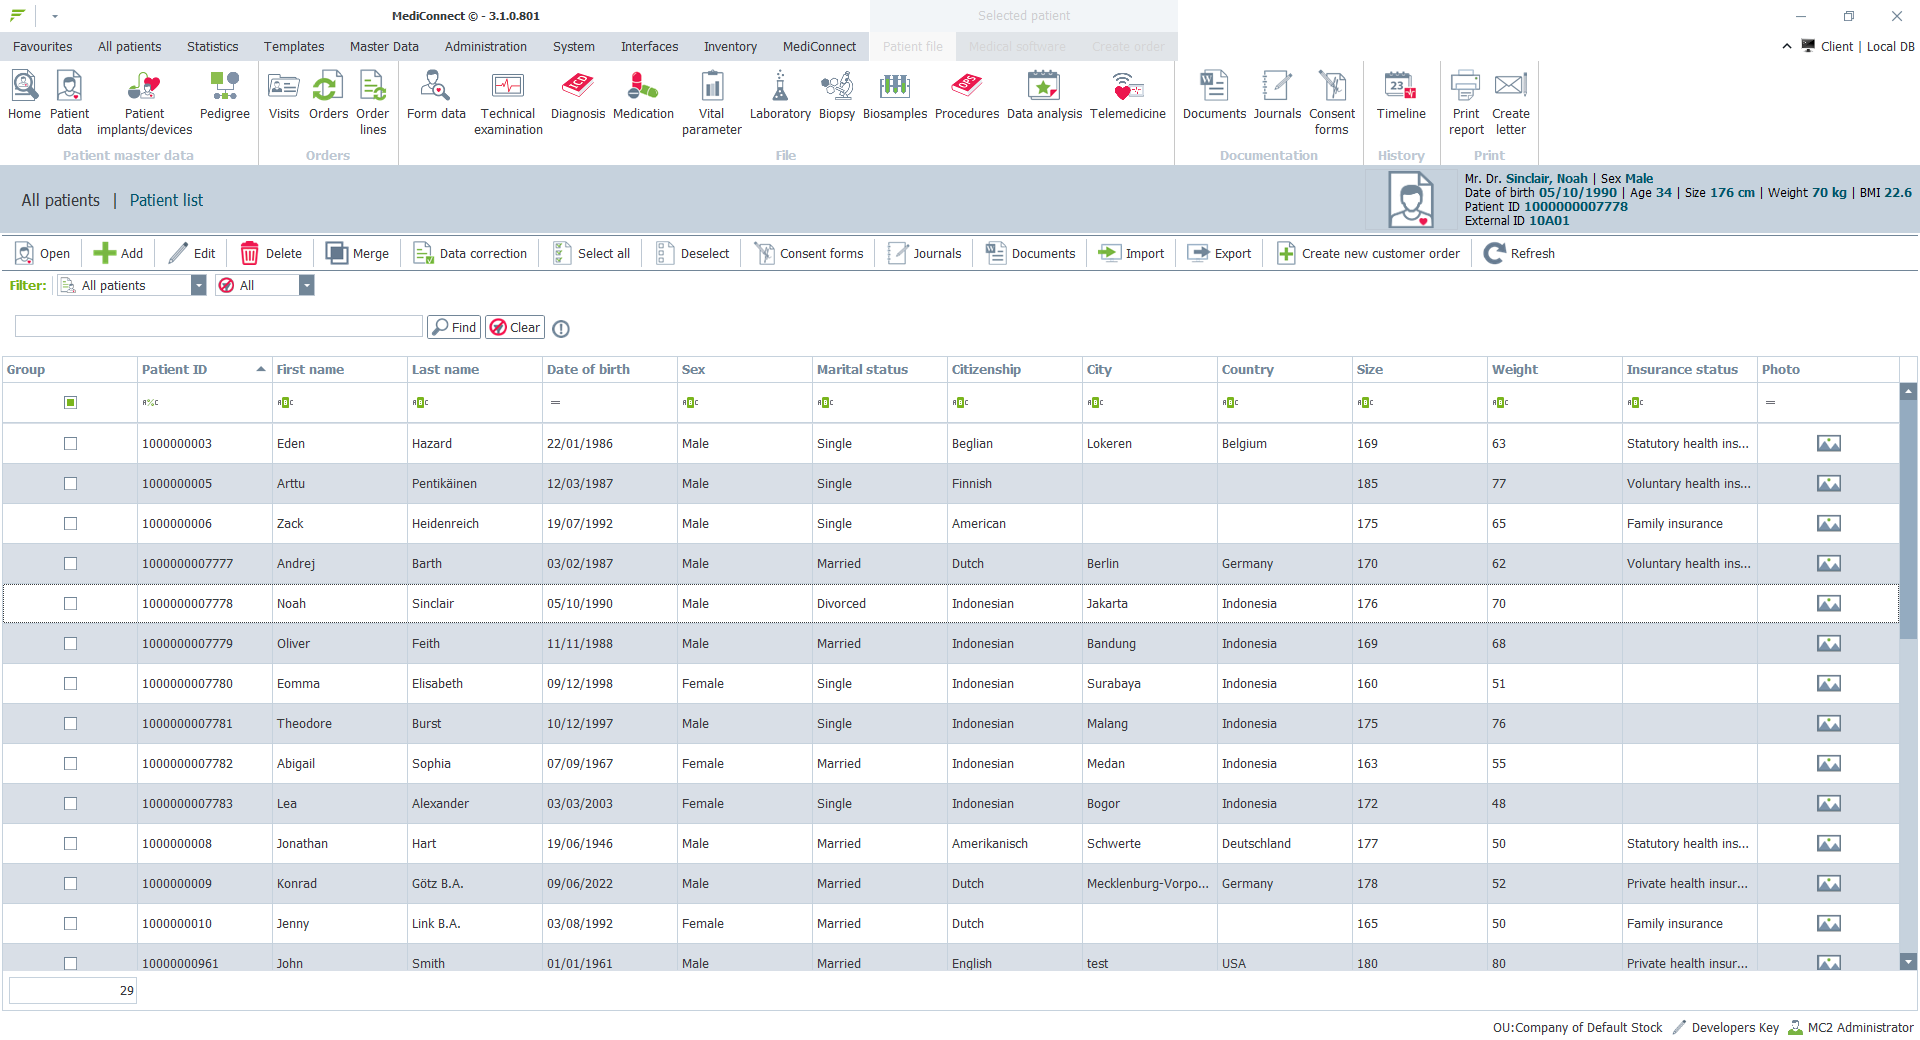 MediConnect © - 3.1.0.801
Selected patient
Favourites All patients Statistics Templates Master Data Administration System Interfaces Inventory MediConnect Patient file Medical software Create order Client | Local DB
Home Patient data Patient implants/devices Pedigree Visits Orders Order lines Form data Technical examination Diagnosis Medication Vital parameter Laboratory Biopsy Biosamples Procedures Data analysis Telemedicine Documents Journals Consent forms Timeline Print report Create letter
Patient master data Orders File Documentation History Print
All patients | Patient list
Mr. Dr. Sinclair, Noah | Sex Male
Date of birth 05/10/1990 | Age 34 | Size 176 cm | Weight 70 kg | BMI 22.6
Patient ID 1000000007778
External ID 10A01
Open Add Edit Delete Merge Data correction Select all Deselect Consent forms Journals Documents Import Export Create new customer order Refresh
Filter: All patients All
Find Clear
Group Patient ID First name Last name Date of birth Sex Marital status Citizenship City Country Size Weight Insurance status Photo
1000000003 Eden Hazard 22/01/1986 Male Single Beglian Lokeren Belgium 169 63 Statutory health ins...
1000000005 Arttu Pentikäinen 12/03/1987 Male Single Finnish 185 77 Voluntary health ins...
1000000006 Zack Heidenreich 19/07/1992 Male Single American 175 65 Family insurance
1000000007777 Andrej Barth 03/02/1987 Male Married Dutch Berlin Germany 170 62 Voluntary health ins...
1000000007778 Noah Sinclair 05/10/1990 Male Divorced Indonesian Jakarta Indonesia 176 70
1000000007779 Oliver Feith 11/11/1988 Male Married Indonesian Bandung Indonesia 169 68
1000000007780 Eomma Elisabeth 09/12/1998 Female Single Indonesian Surabaya Indonesia 160 51
1000000007781 Theodore Burst 10/12/1997 Male Single Indonesian Malang Indonesia 175 76
1000000007782 Abigail Sophia 07/09/1967 Female Married Indonesian Medan Indonesia 163 55
1000000007783 Lea Alexander 03/03/2003 Female Single Indonesian Bogor Indonesia 172 48
1000000008 Jonathan Hart 19/06/1946 Male Married Amerikanisch Schwerte Deutschland 177 50 Statutory health ins...
1000000009 Konrad Götz B.A. 09/06/2022 Male Married Dutch Mecklenburg-Vorpo... Germany 178 52 Private health insur...
1000000010 Jenny Link B.A. 03/08/1992 Female Married Dutch 165 50 Family insurance
10000000961 John Smith 01/01/1961 Male Married English test USA 180 80 Private health insur...
29
OU:Company of Default Stock Developers Key MC2 Administrator